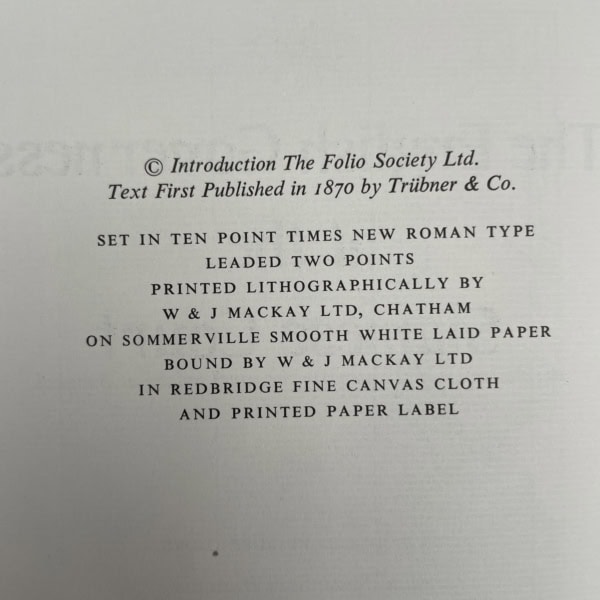 © Introduction The Folio Society Ltd.
Text First Published in 1870 by Trübner & Co.
SET IN TEN POINT TIMES NEW ROMAN TYPE
LEADED TWO POINTS
PRINTED LITHOGRAPHICALLY BY
W & J MACKAY LTD, CHATHAM
ON SOMMERVILLE SMOOTH WHITE LAID PAPER
BOUND BY W & J MACKAY LTD
IN REDBRIDGE FINE CANVAS CLOTH
AND PRINTED PAPER LABEL